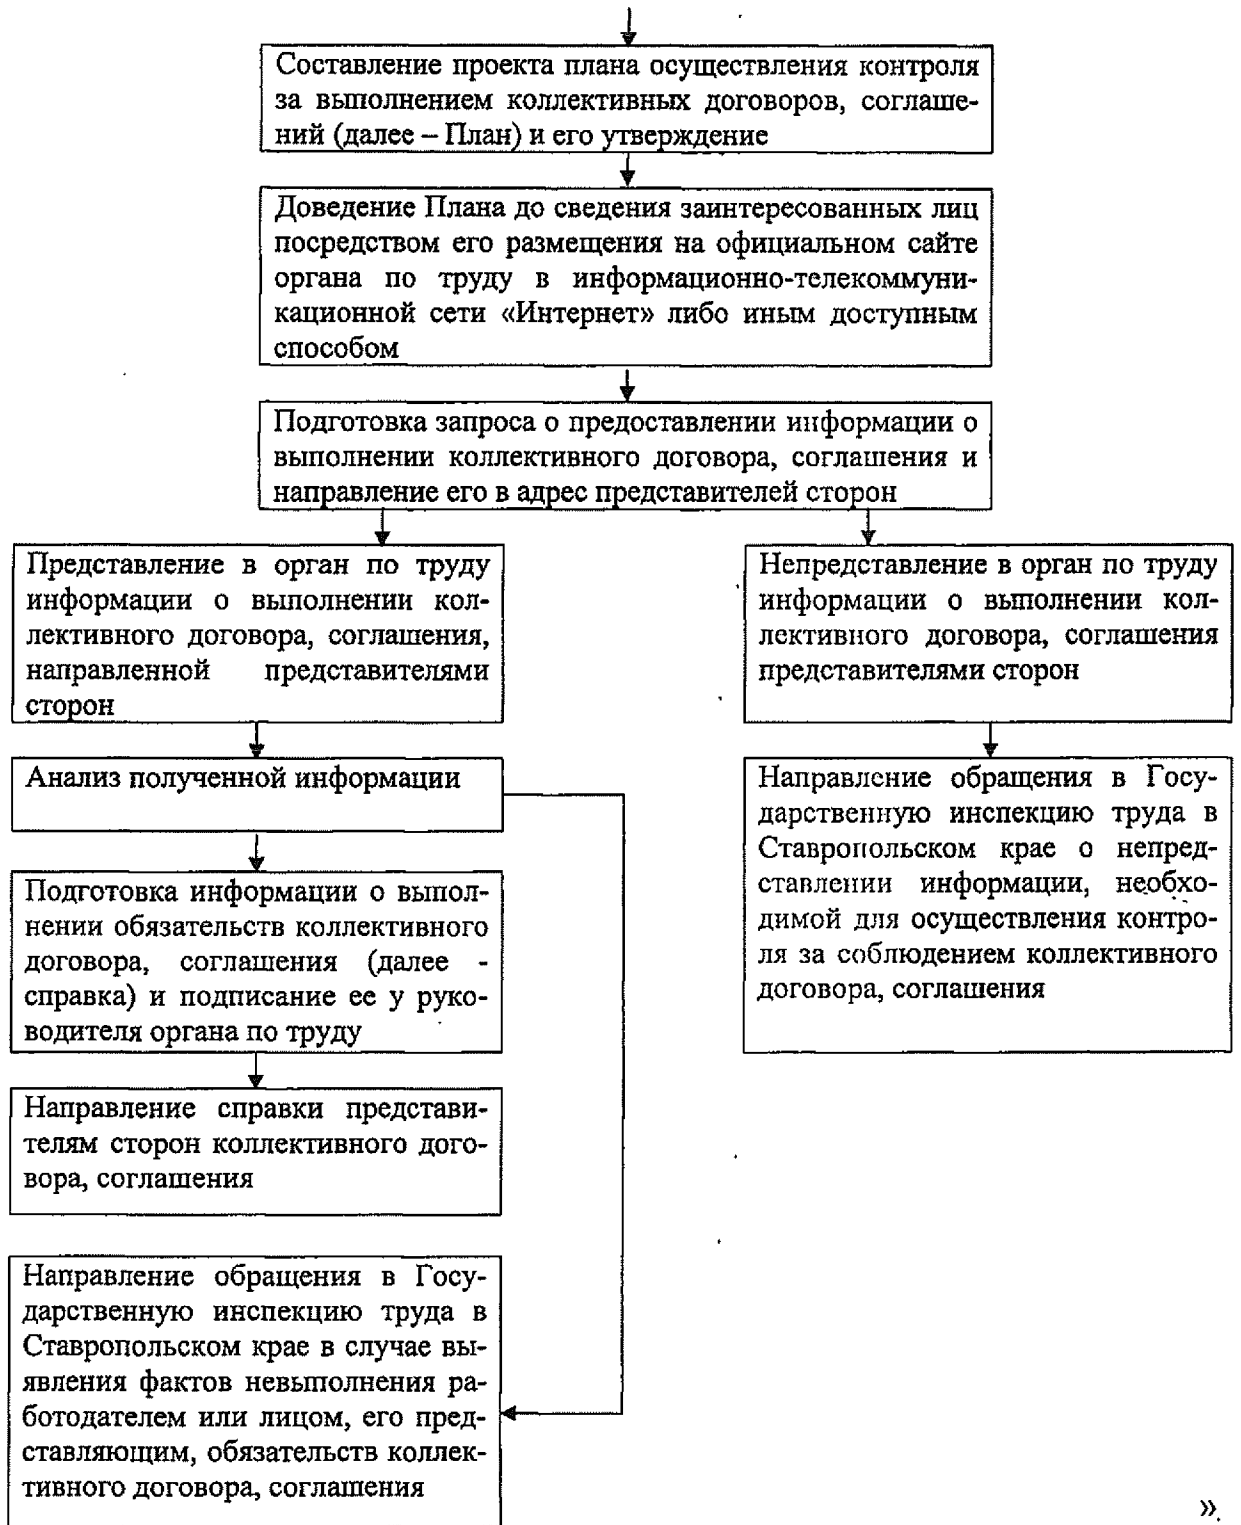 Составление проекта плана осуществления контроля
за выполнением коллективных договоров, соглаше-
ний (далее – План) и его утверждение
Доведение Плана до сведения заинтересованных лиц
посредством его размещения на официальном сайте
органа по труду в информационно-телекоммуни-
кационной сети «Интернет» либо иным доступным
способом
Подготовка запроса о предоставлении информации о
выполнении коллективного договора, соглашения и
направление его в адрес представителей сторон
Представление в орган по труду
информации о выполнении кол-
лективного договора, соглашения,
направленной представителями
сторон
Непредставление в орган по труду
информации о выполнении кол-
лективного договора, соглашения
представителями сторон
Анализ полученной информации
Направление обращения в Госу-
дарственную инспекцию труда в
Ставропольском крае о непред-
ставлении информации, необхо-
димой для осуществления контро-
ля за соблюдением коллективного
договора, соглашения
Подготовка информации о выпол-
нении обязательств коллективного
договора, соглашения (далее -
справка) и подписание ее у руко-
водителя органа по труду
Направление справки представи-
телям сторон коллективного дого-
вора, соглашения
Направление обращения в Госу-
дарственную инспекцию труда в
Ставропольском крае в случае вы-
явления фактов невыполнения ра-
ботодателем или лицом, его пред-
ставляющим, обязательств коллек-
тивного договора, соглашения
».